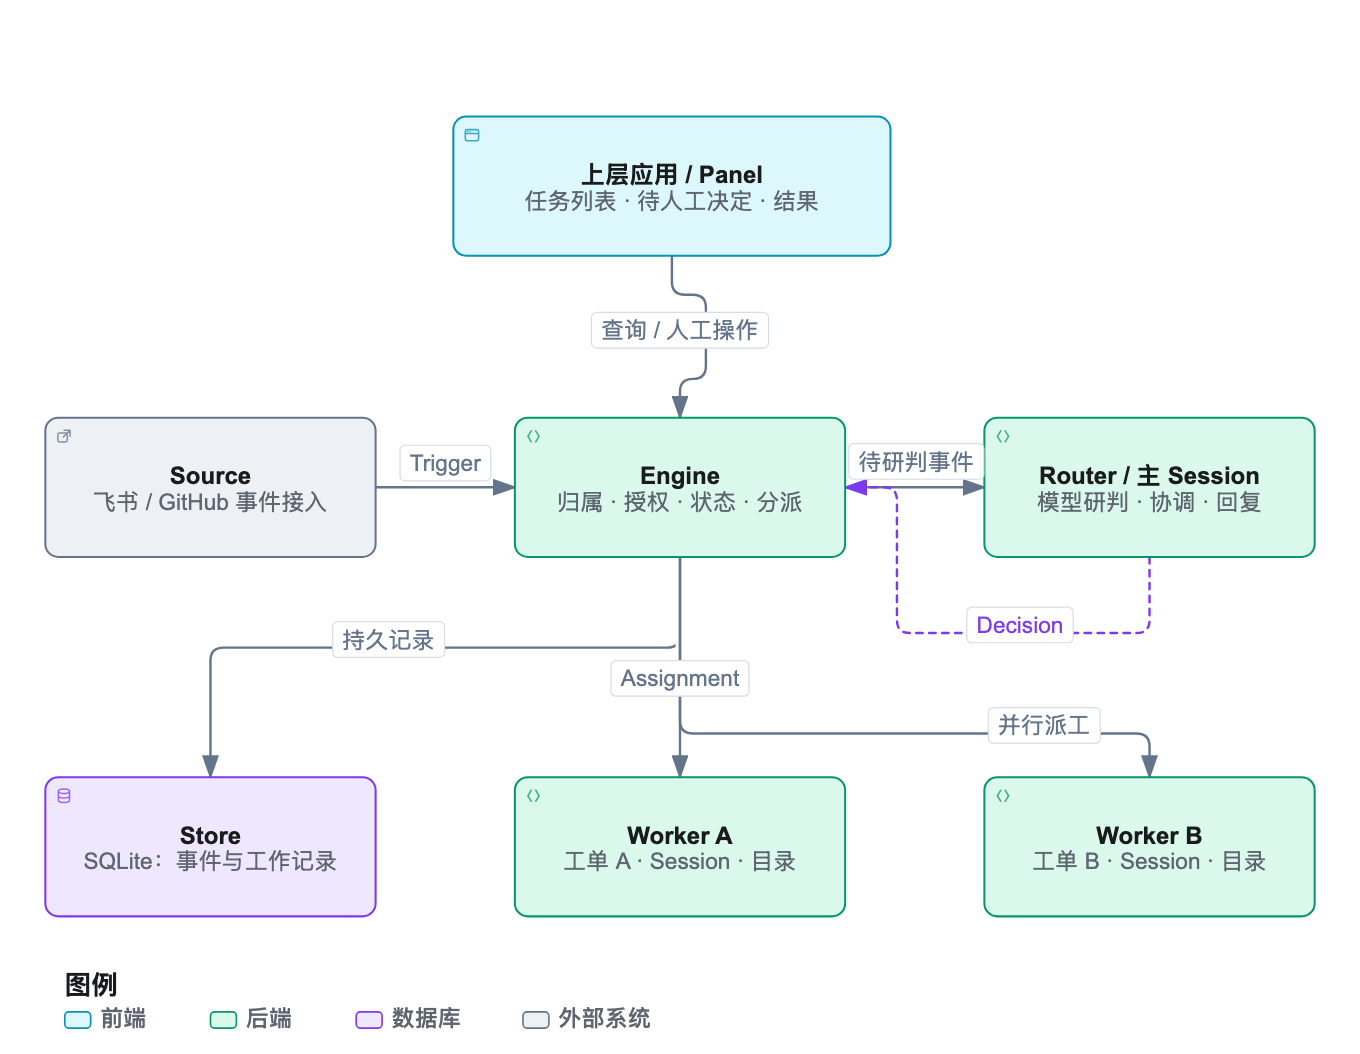 上层应用 / Panel
任务列表 · 待人工决定 · 结果
查询 / 人工操作
Source
飞书 / GitHub 事件接入
Trigger
Engine
归属 · 授权 · 状态 · 分派
待研判事件
Router / 主 Session
模型研判 · 协调 · 回复
Decision
持久记录
Assignment
并行派工
Store
SQLite：事件与工作记录
Worker A
工单 A · Session · 目录
Worker B
工单 B · Session · 目录
图例
前端
后端
数据库
外部系统